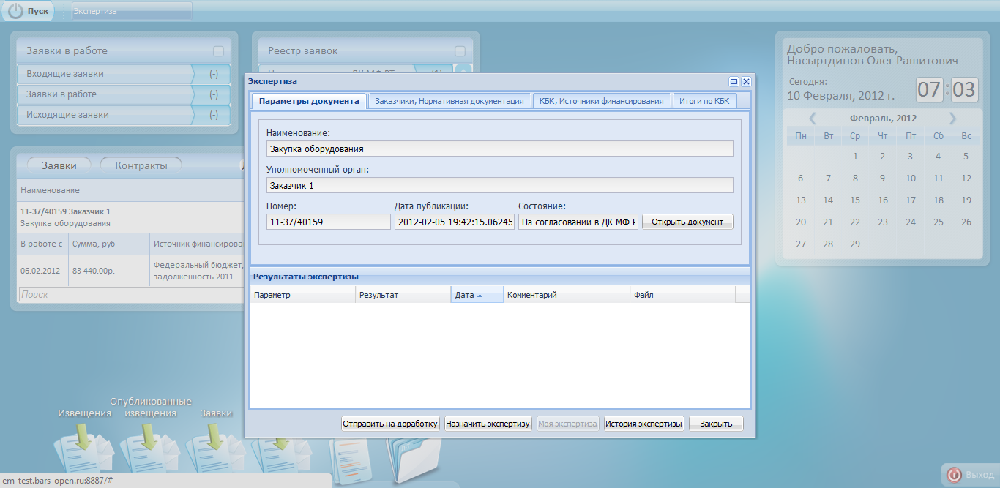 Пуск
Экспертиза
Заявки в работе
Входящие заявки (-)
Заявки в работе (-)
Исходящие заявки (-)
Реестр заявок
На согласовании в ДК МФ РТ (1)
Добро пожаловать,
Насыртдинов Олег Рашитович
Сегодня:
10 Февраля, 2012 г.
07:03
Февраль, 2012
Пн Вт Ср Чт Пт Сб Вс
1 2 3 4 5
6 7 8 9 10 11 12
13 14 15 16 17 18 19
20 21 22 23 24 25 26
27 28 29
Заявки Контракты
Наименование
11-37/40159 Заказчик 1
Закупка оборудования
В работе с Сумма, руб Источник финансирова
06.02.2012 83 440.00р. Федеральный бюджет,
задолженность 2011
Поиск
Экспертиза
Параметры документа Заказчики, Нормативная документация КБК, Источники финансирования Итоги по КБК
Наименование:
Закупка оборудования
Уполномоченный орган:
Заказчик 1
Номер: Дата публикации: Состояние:
11-37/40159 2012-02-05 19:42:15.06245 На согласовании в ДК МФ Р Открыть документ
Результаты экспертизы
Параметр Результат Дата Комментарий Файл
Отправить на доработку Назначить экспертизу Моя экспертиза История экспертизы Закрыть
Извещения
Опубликованные
извещения
Заявки
em-test.bars-open.ru:8887/#
Выход